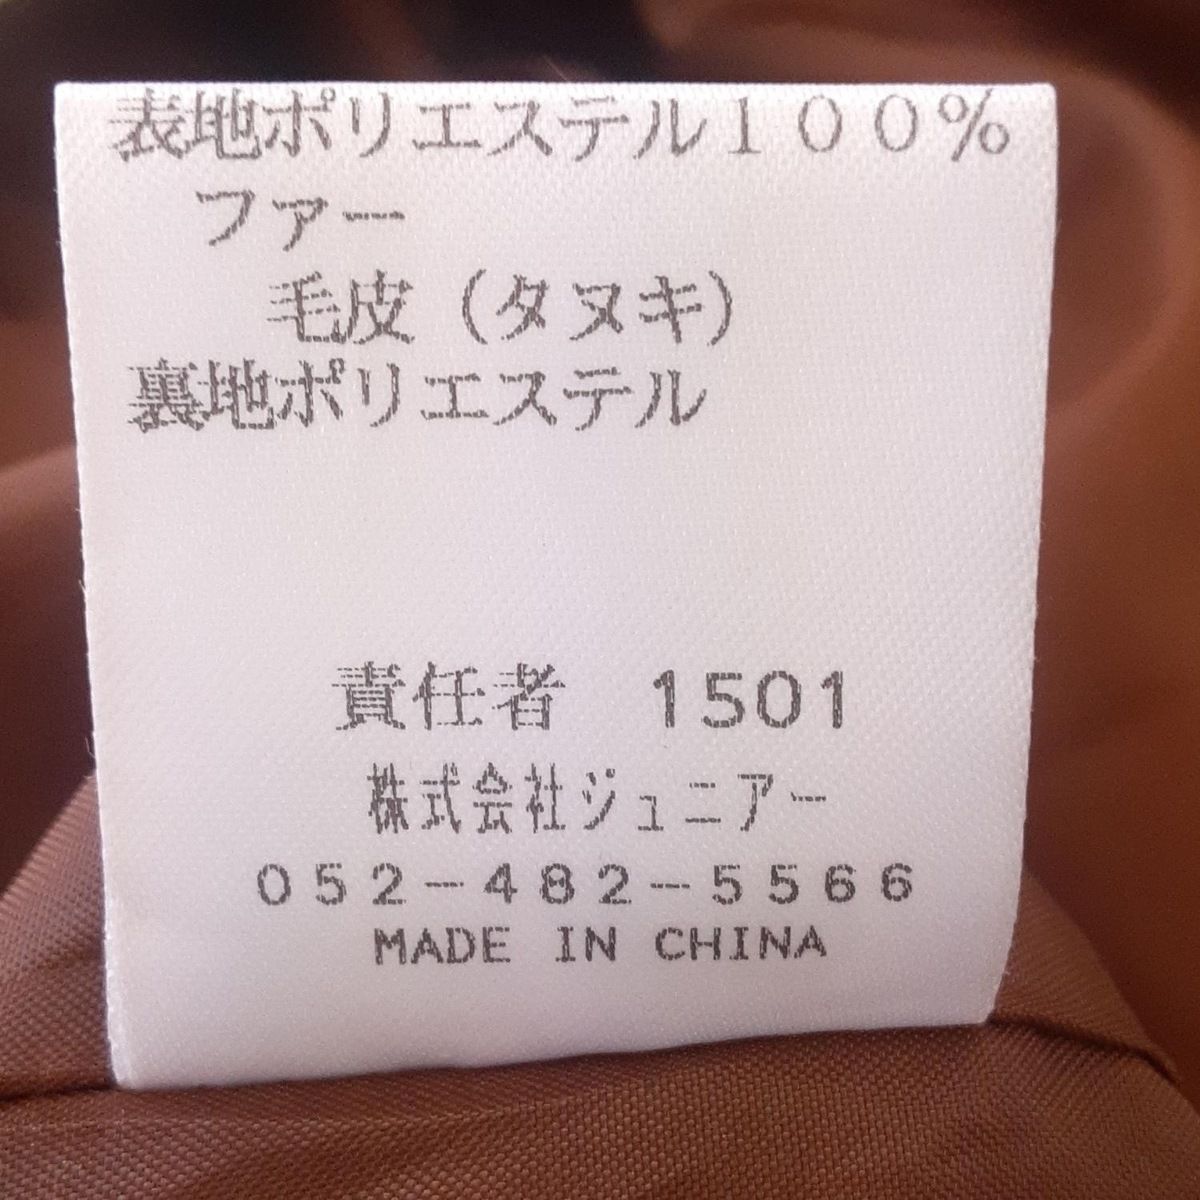 表地ポリエステル１００％
ファー
毛皮（タヌキ）
裏地ポリエステル
責任者　1501
株式会社ジュニアー
052-482-5566
MADE IN CHINA